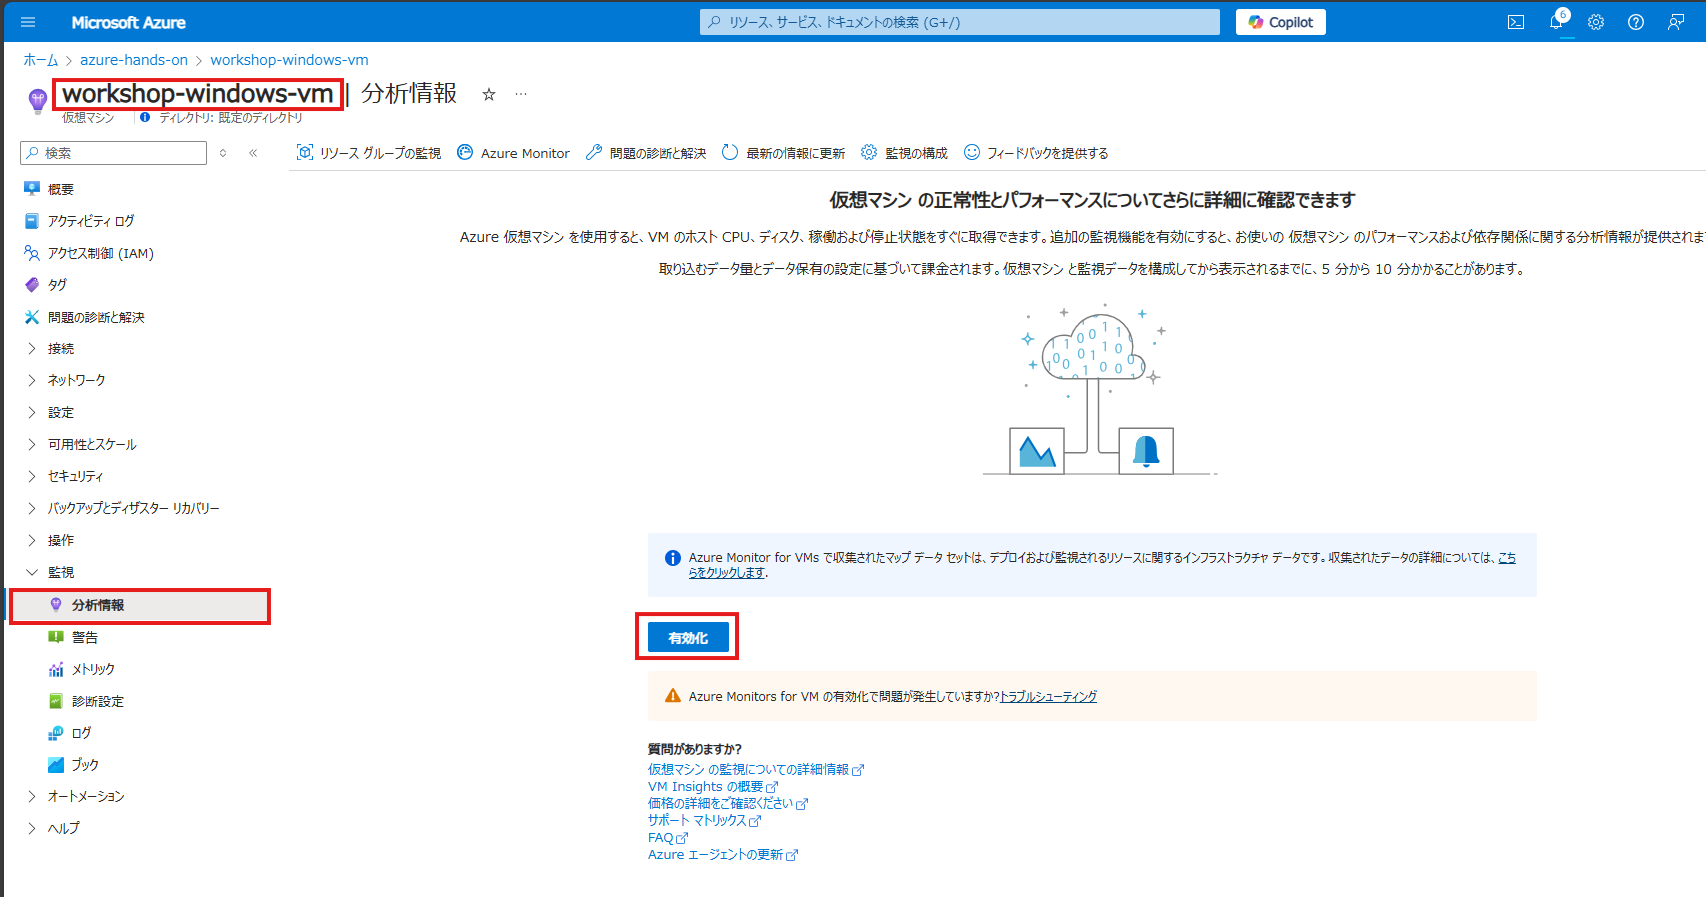 Microsoft Azure
リソース、サービス、ドキュメントの検索 (G+/)
Copilot
6
ホーム > azure-hands-on > workshop-windows-vm
workshop-windows-vm | 分析情報
仮想マシン
ディレクトリ: 既定のディレクトリ
検索
リソース グループの監視
Azure Monitor
問題の診断と解決
最新の情報に更新
監視の構成
フィードバックを提供する
概要
アクティビティ ログ
アクセス制御 (IAM)
タグ
問題の診断と解決
接続
ネットワーク
設定
可用性とスケール
セキュリティ
バックアップとディザスター リカバリー
操作
監視
分析情報
警告
メトリック
診断設定
ログ
ブック
オートメーション
ヘルプ
仮想マシン の正常性とパフォーマンスについてさらに詳細に確認できます
Azure 仮想マシン を使用すると、VM のホスト CPU、ディスク、稼働および停止状態をすぐに取得できます。追加の監視機能を有効にすると、お使いの 仮想マシン のパフォーマンスおよび依存関係に関する分析情報が提供されま
取り込むデータ量とデータ保有の設定に基づいて課金されます。仮想マシン と監視データを構成してから表示されるまでに、5 分から 10 分かかることがあります。
Azure Monitor for VMs で収集されたマップ データ セットは、デプロイおよび監視されるリソースに関するインフラストラクチャ データです。収集されたデータの詳細については、こち
らをクリックします.
有効化
Azure Monitors for VM の有効化で問題が発生していますか?トラブルシューティング
質問がありますか?
仮想マシン の監視についての詳細情報
VM Insights の概要
価格の詳細をご確認ください
サポート マトリックス
FAQ
Azure エージェントの更新